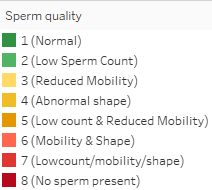 Sperm quality
1 (Normal)
2 (Low Sperm Count)
3 (Reduced Mobility)
4 (Abnormal shape)
5 (Low count & Reduced Mobility)
6 (Mobility & Shape)
7 (Lowcount/mobility/shape)
8 (No sperm present)